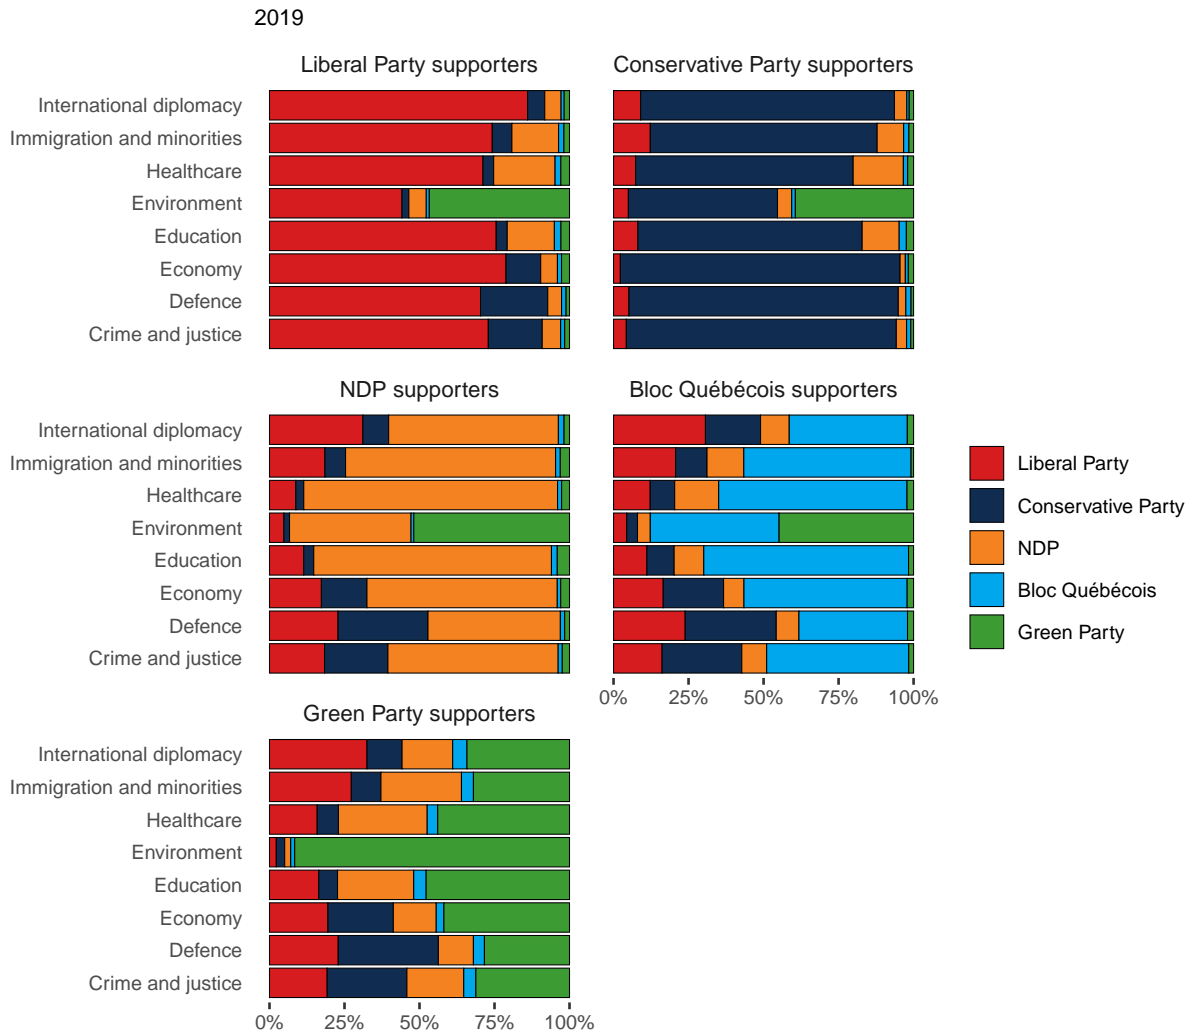 2019
Liberal Party supporters
Conservative Party supporters
International diplomacy
Immigration and minorities
Healthcare
Environment
Education
Economy
Defence
Crime and justice
NDP supporters
Bloc Québécois supporters
International diplomacy
Immigration and minorities
Healthcare
Environment
Education
Economy
Defence
Crime and justice
0% 25% 50% 75% 100%
Green Party supporters
International diplomacy
Immigration and minorities
Healthcare
Environment
Education
Economy
Defence
Crime and justice
0% 25% 50% 75% 100%
Liberal Party
Conservative Party
NDP
Bloc Québécois
Green Party